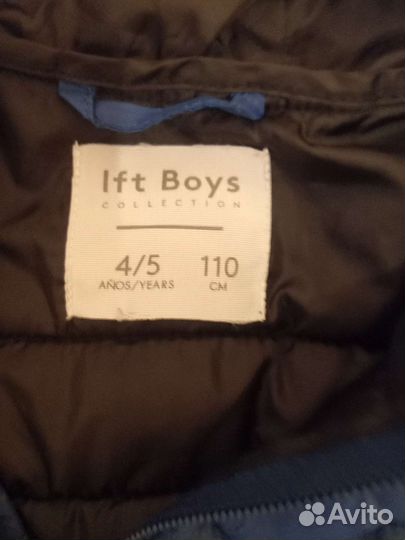 lft Boys
COLLECTION
4/5 110
AÑOS/YEARS CM
Avito